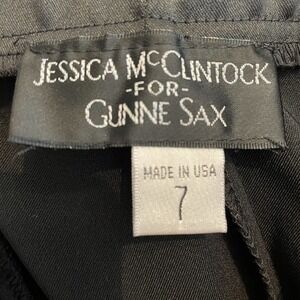 JESSICA McCLINTOCK
-FOR-
GUNNE SAX
MADE IN USA
7